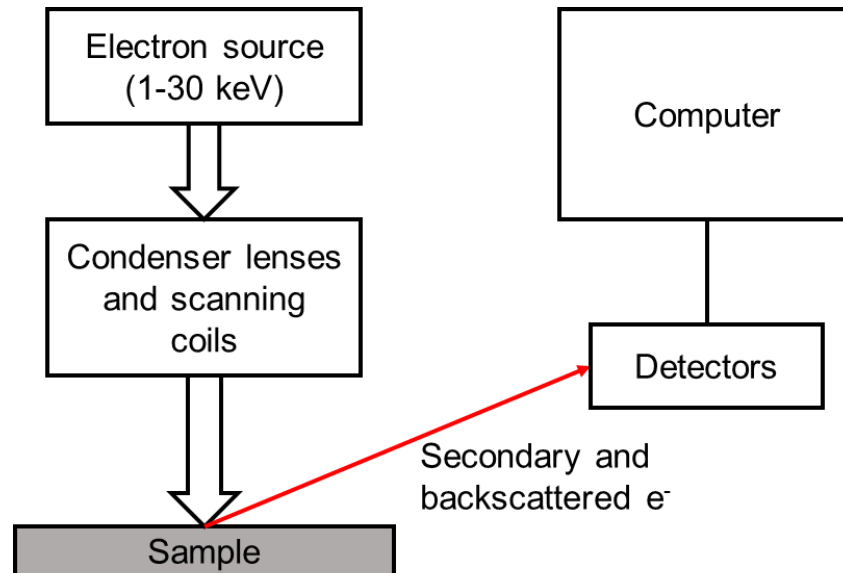 Electron source
(1-30 keV)
Computer
Condenser lenses
and scanning
coils
Detectors
Secondary and
backscattered e⁻
Sample